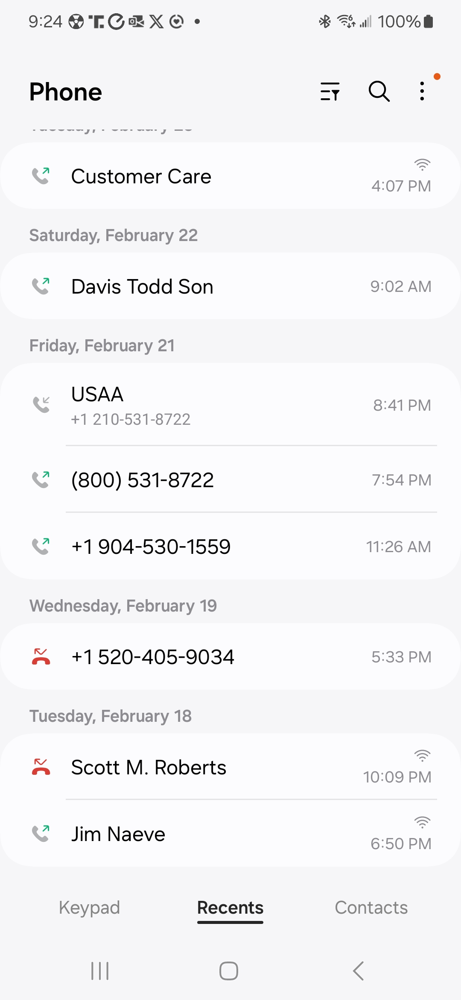 9:24 100%
Phone
Tuesday, February
Customer Care
4:07 PM
Saturday, February 22
Davis Todd Son 9:02 AM
Friday, February 21
USAA
+1 210-531-8722
8:41 PM
(800) 531-8722 7:54 PM
+1 904-530-1559 11:26 AM
Wednesday, February 19
+1 520-405-9034 5:33 PM
Tuesday, February 18
Scott M. Roberts
10:09 PM
Jim Naeve
6:50 PM
Keypad Recents Contacts